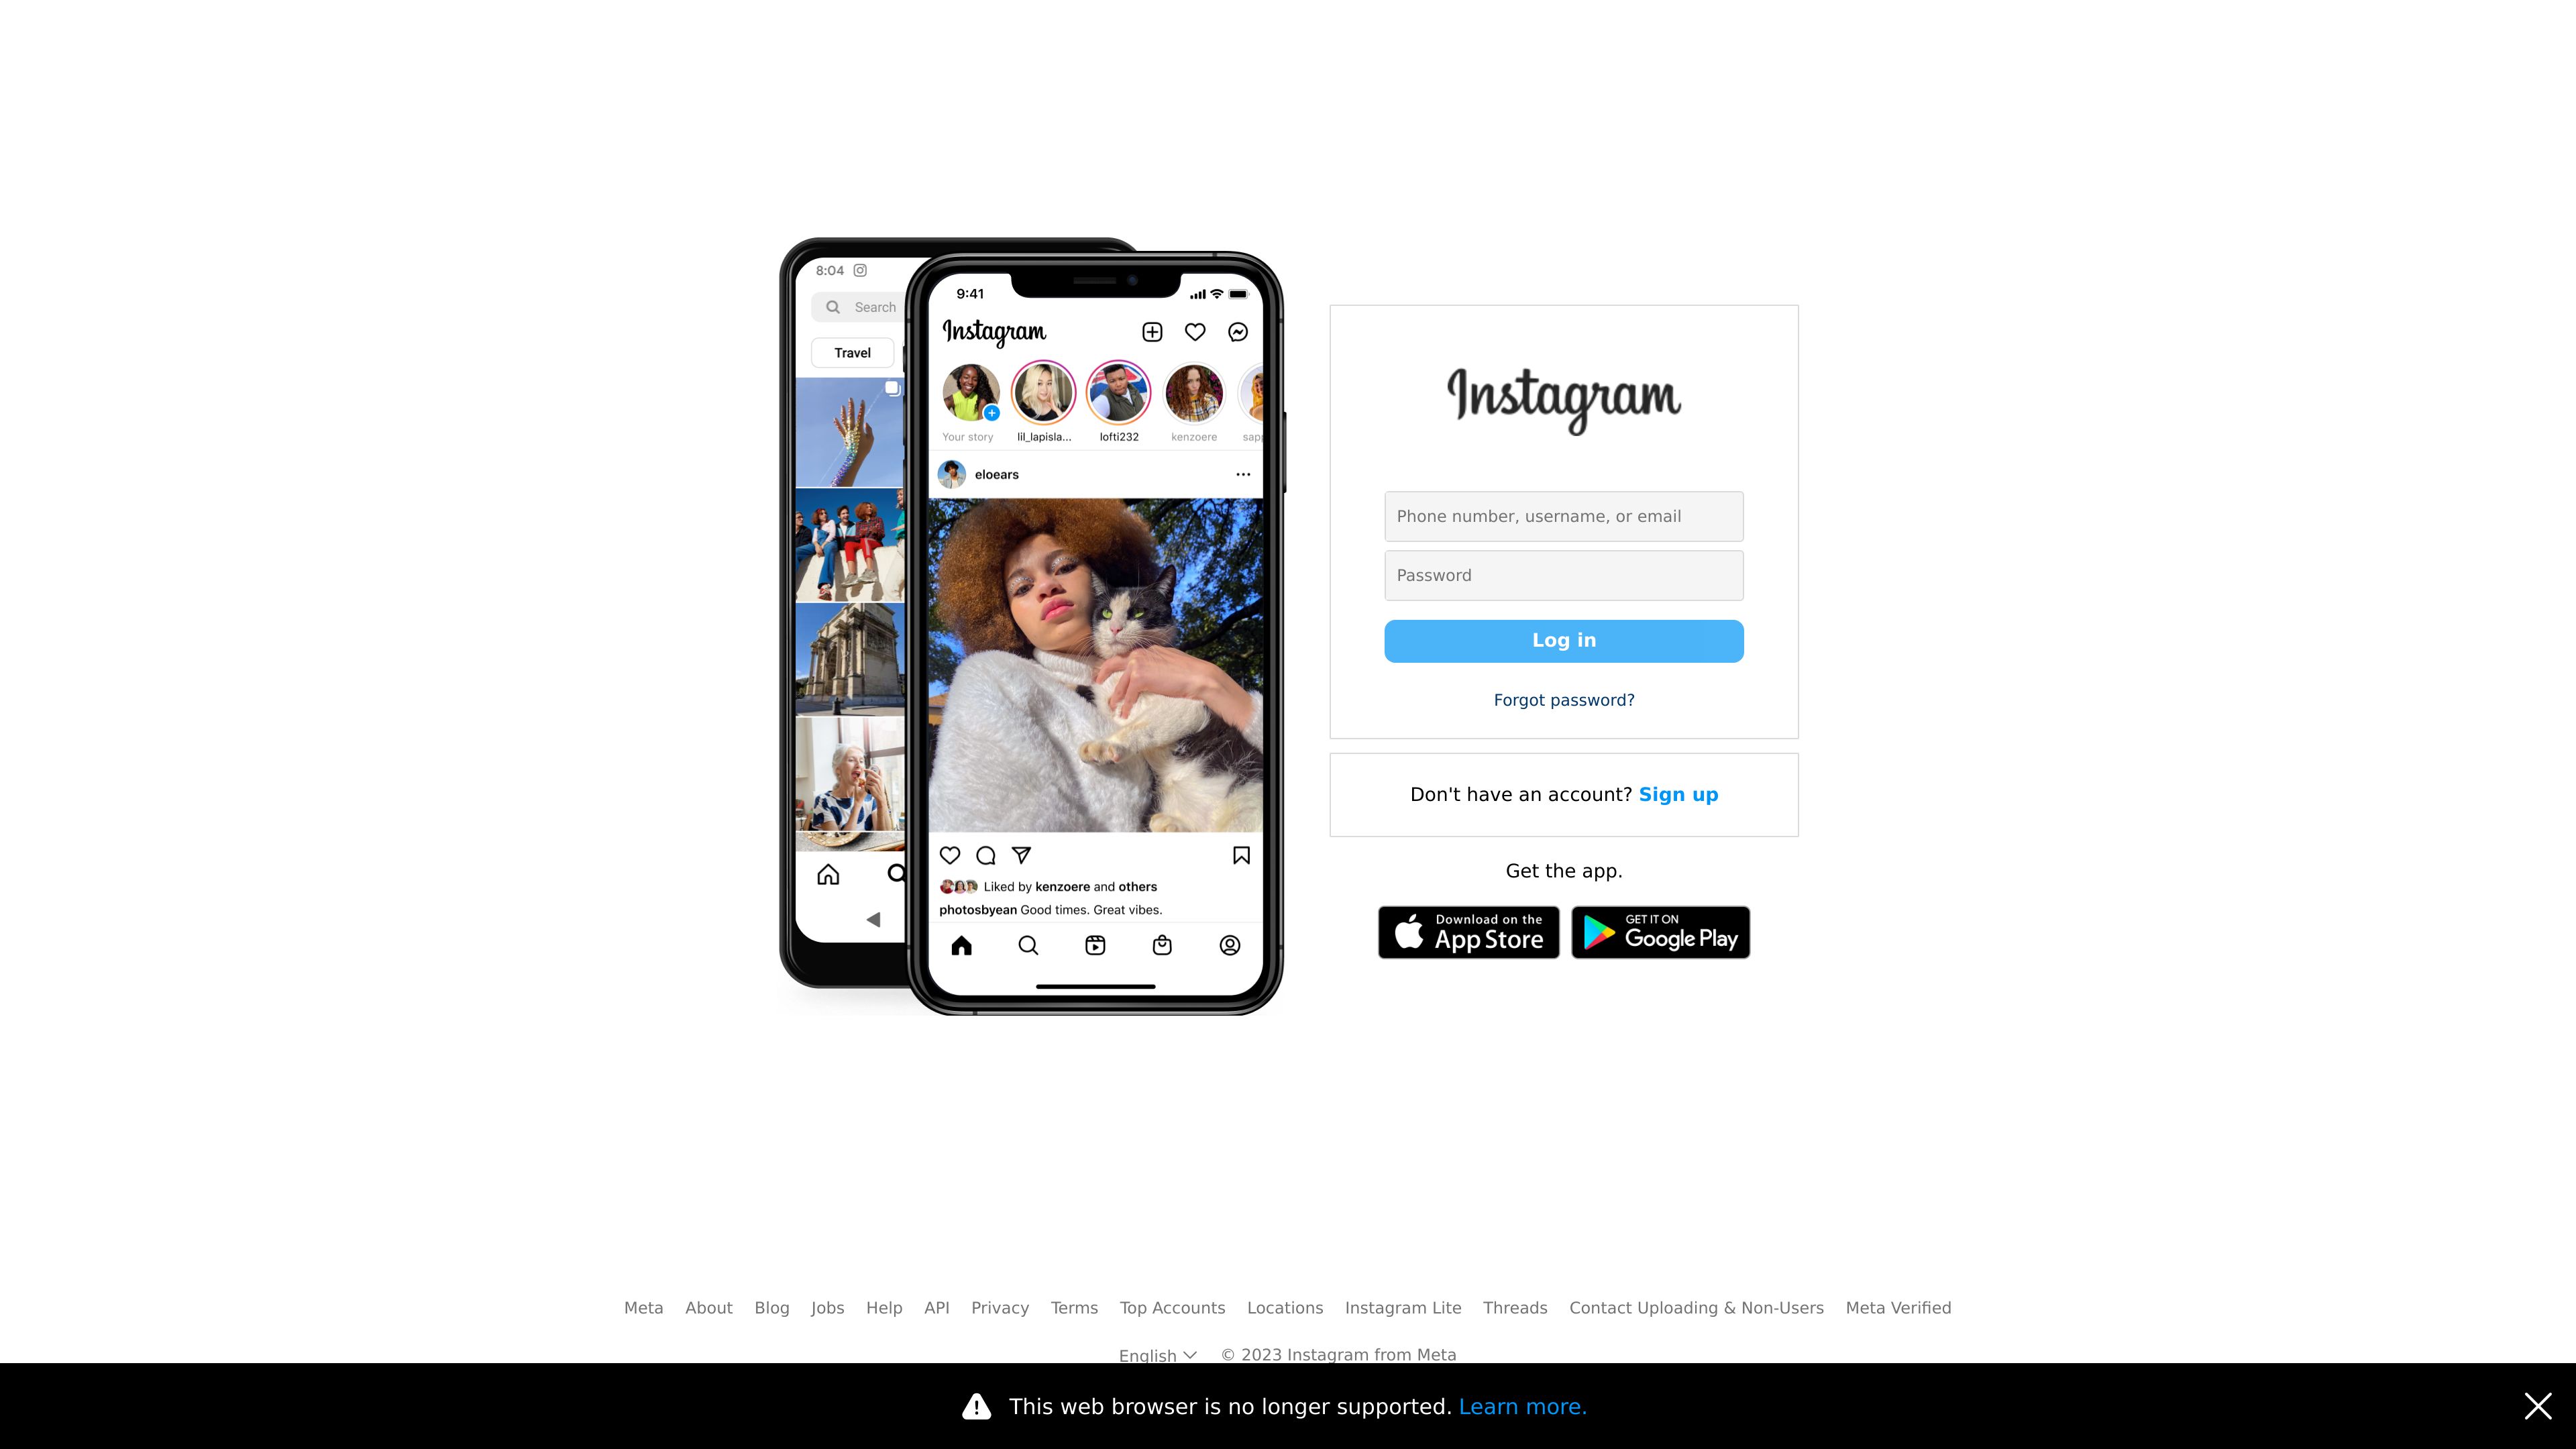 8:04
Search
Travel
9:41
Instagram
Your story
lil_lapisla...
lofti232
kenzoere
sapp
eloears
Liked by kenzoere and others
photosbyean Good times. Great vibes.
Instagram
Phone number, username, or email
Password
Log in
Forgot password?
Don't have an account? Sign up
Get the app.
Download on the
App Store
GET IT ON
Google Play
Meta About Blog Jobs Help API Privacy Terms Top Accounts Locations Instagram Lite Threads Contact Uploading & Non-Users Meta Verified
English © 2023 Instagram from Meta
This web browser is no longer supported. Learn more.